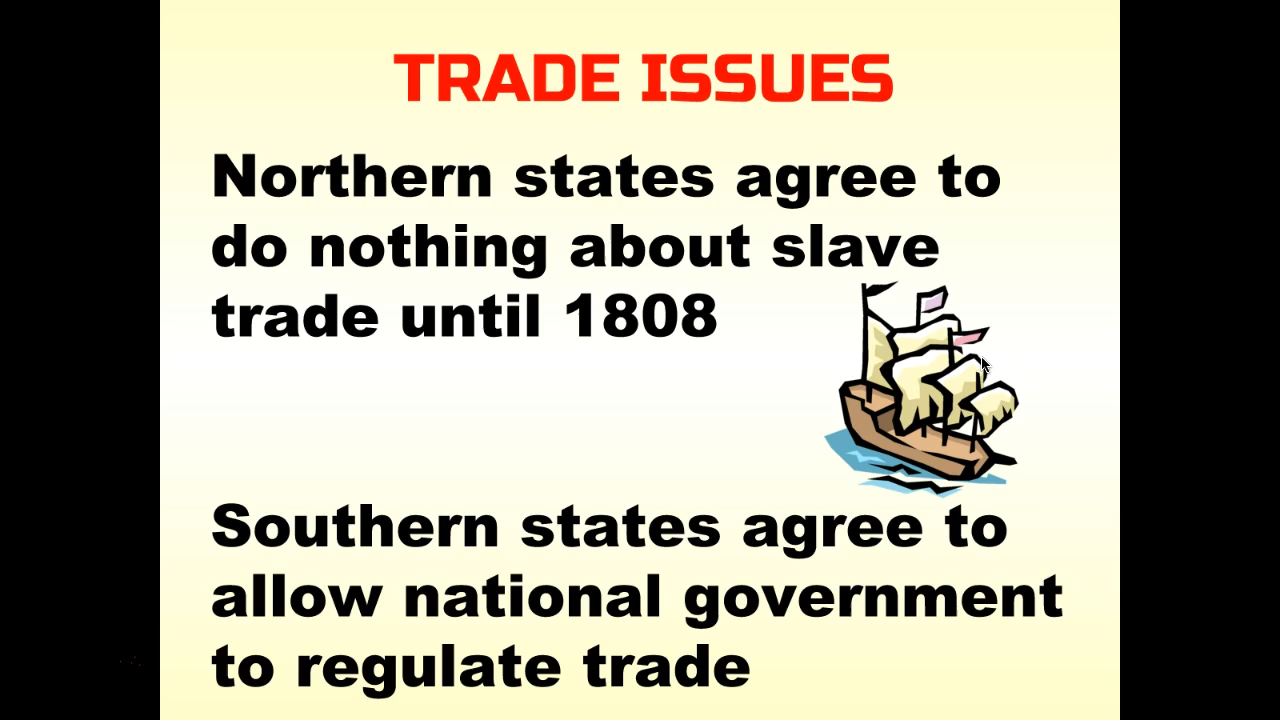 TRADE ISSUES
Northern states agree to
do nothing about slave
trade until 1808
Southern states agree to
allow national government
to regulate trade